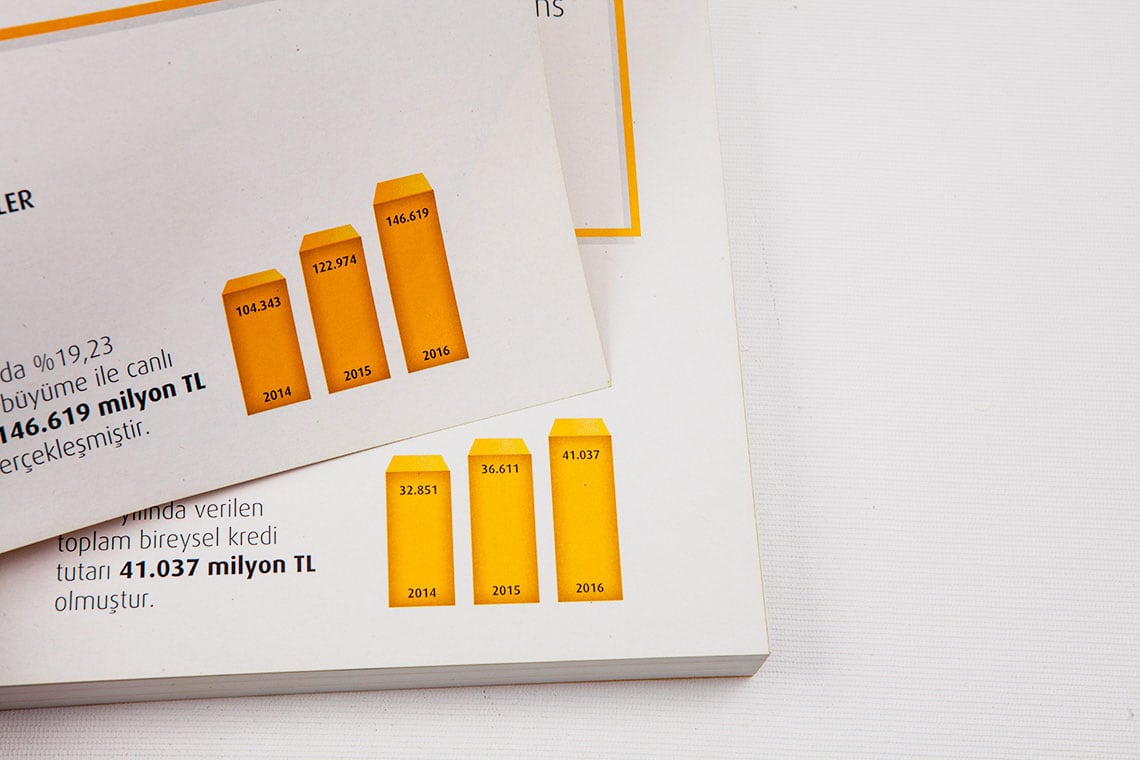 ns
LER
146.619
122.974
104.343
2014
2015
2016
da %19,23
büyüme ile canlı
146.619 milyon TL
erçekleşmiştir.
yılında verilen
toplam bireysel kredi
tutarı 41.037 milyon TL
olmuştur.
41.037
36.611
32.851
2014
2015
2016